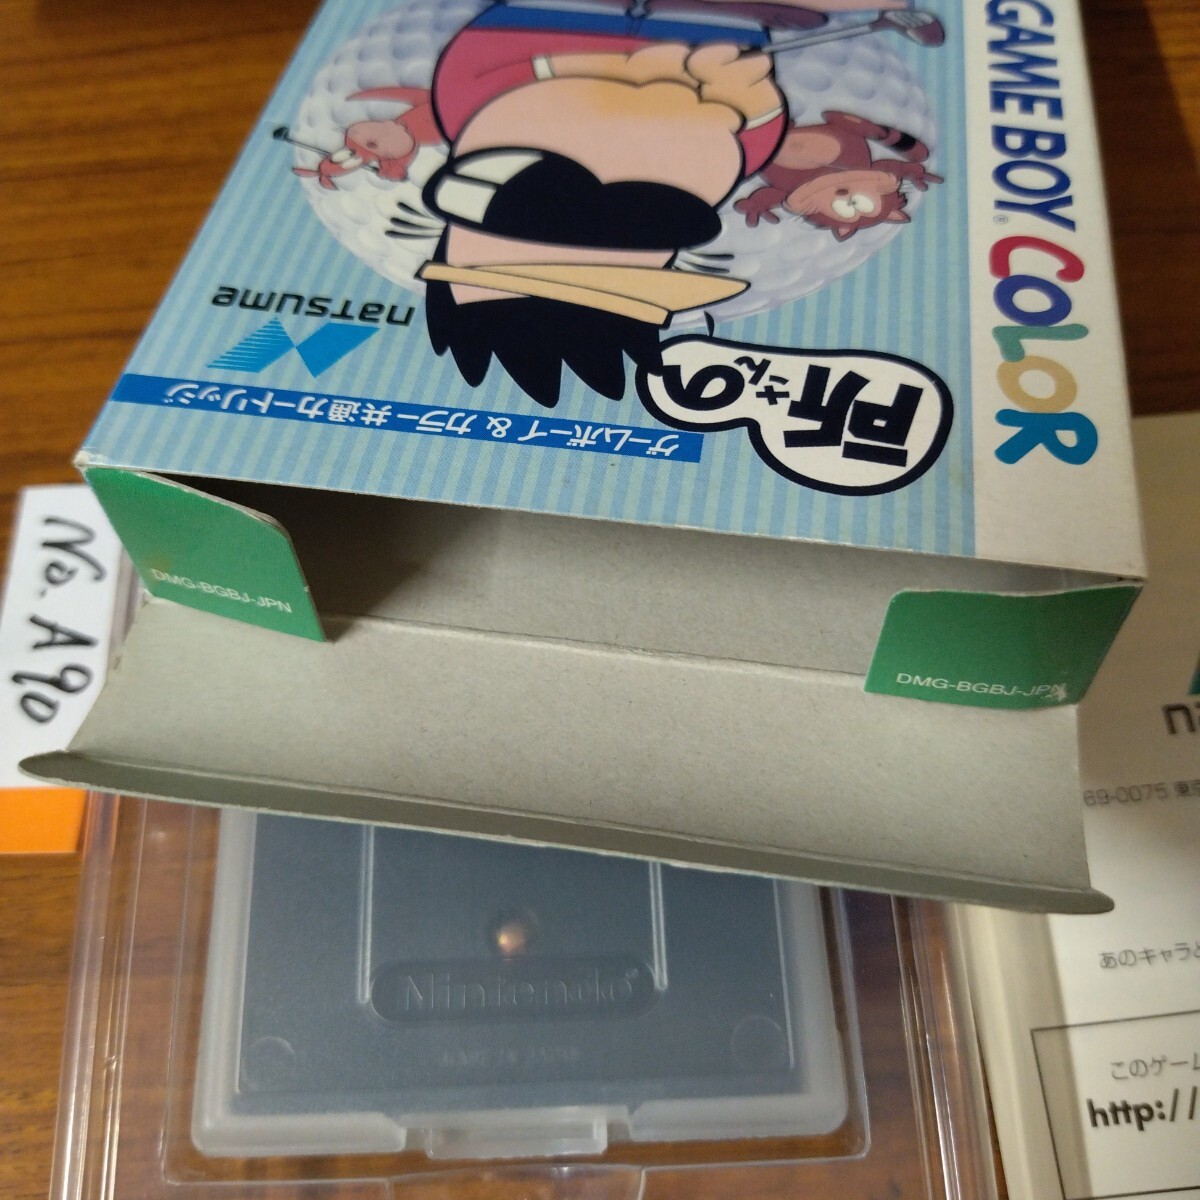 GAME BOY COLOR
所さんの
natsume
ゲームボーイ & カラー 共通カートリッジ
DMG-BGBJ-JPN
DMG-BGBJ-JPN
No. A90
Nintendo®
69-0075 東京
あのキャラと
このゲーム
http://